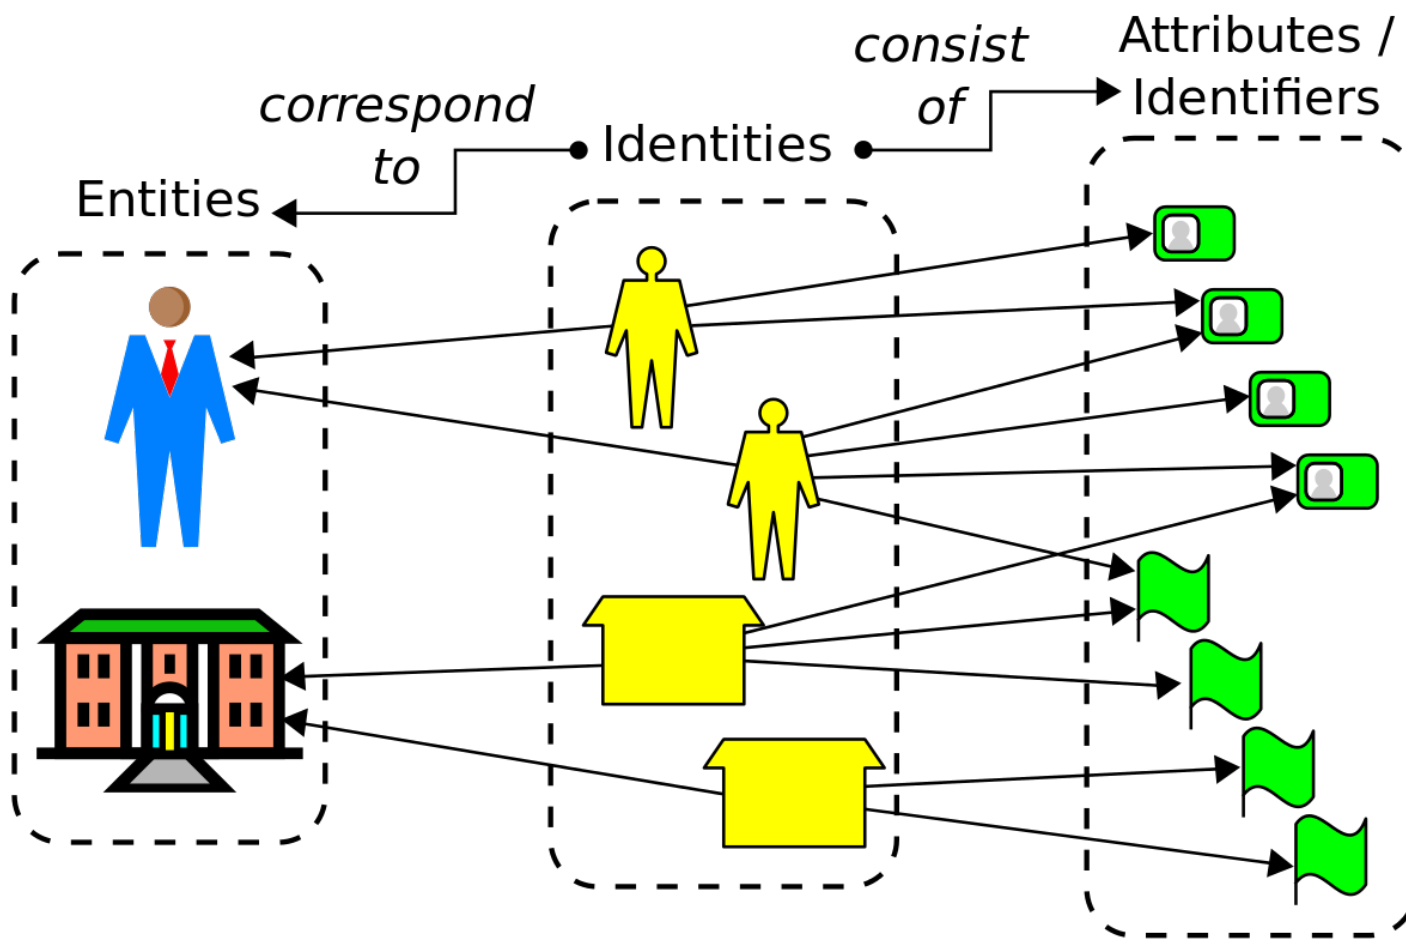 Attributes /
Identifiers
consist
of
Identities
correspond
to
Entities